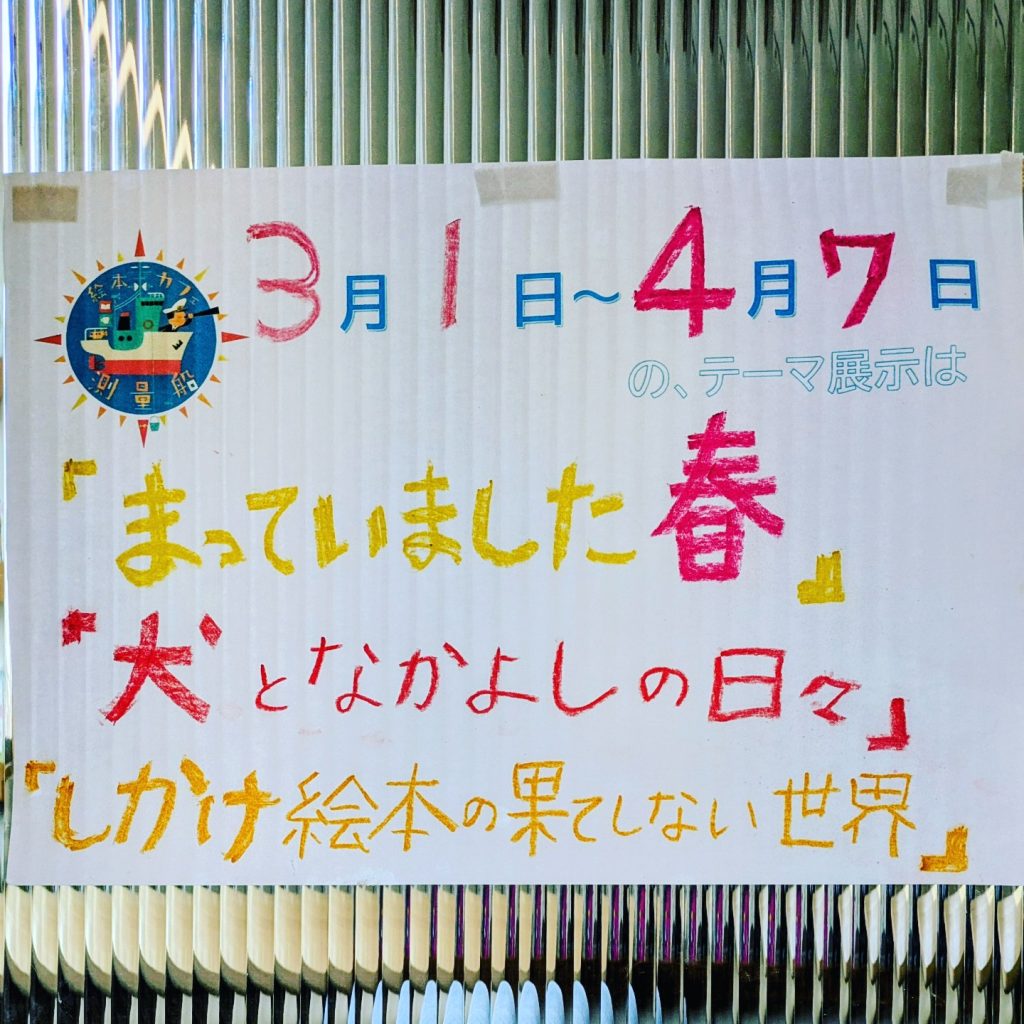 絵本カフェ
測量船
3月1日～4月7日
の、テーマ展示は
「まっていました春」
「犬となかよしの日々」
「しかけ絵本の果てしない世界」